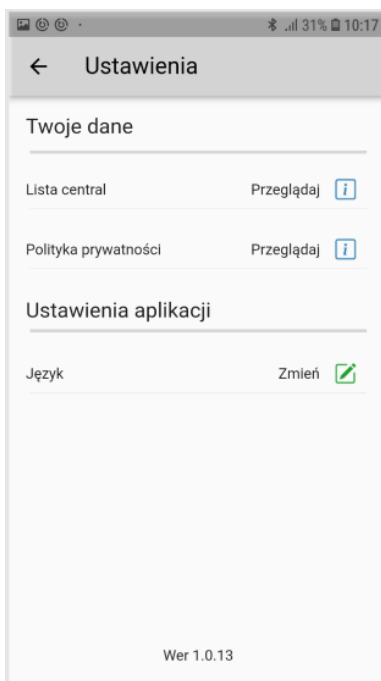 31% 10:17
Ustawienia
Twoje dane
Lista central Przeglądaj
Polityka prywatności Przeglądaj
Ustawienia aplikacji
Język Zmień
Wer 1.0.13